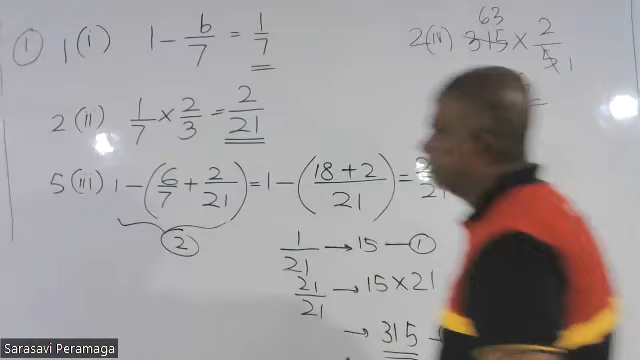 ① 1 (i) 1 - 6/7 = 1/7
2 (ii) 1/7 × 2/3 = 2/21
5 (iii) 1 - (6/7 + 2/21) = 1 - (18 + 2 / 21) =
②
1/21 → 15 — ①
21/21 → 15 × 21
→ 315
63
2 (iv) 315 × 2/5
1
Sarasavi Peramaga